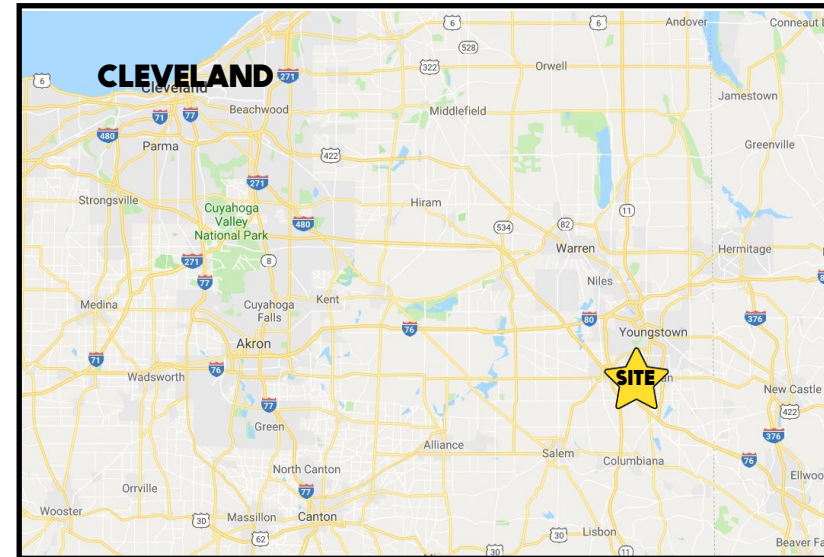 6
6
Andover
Conneaut L
528
CLEVELAND
Cleveland
271
322
Orwell
6
Jamestown
Beachwood
Middlefield
71
77
480
Parma
422
Greenville
271
Strongsville
Hiram
Cuyahoga
Valley
National Park
11
480
534
82
Warren
Hermitage
271
8
77
Niles
Medina
Cuyahoga
Falls
Kent
76
80
376
Youngstown
Akron
71
76
Wadsworth
SITE
an
New Castle
77
422
Green
376
Alliance
Salem
Columbiana
76
North Canton
Ellwoo
Orrville
77
Wooster
30
Massillon
Canton
62
30
Lisbon
30
11
Beaver Fa